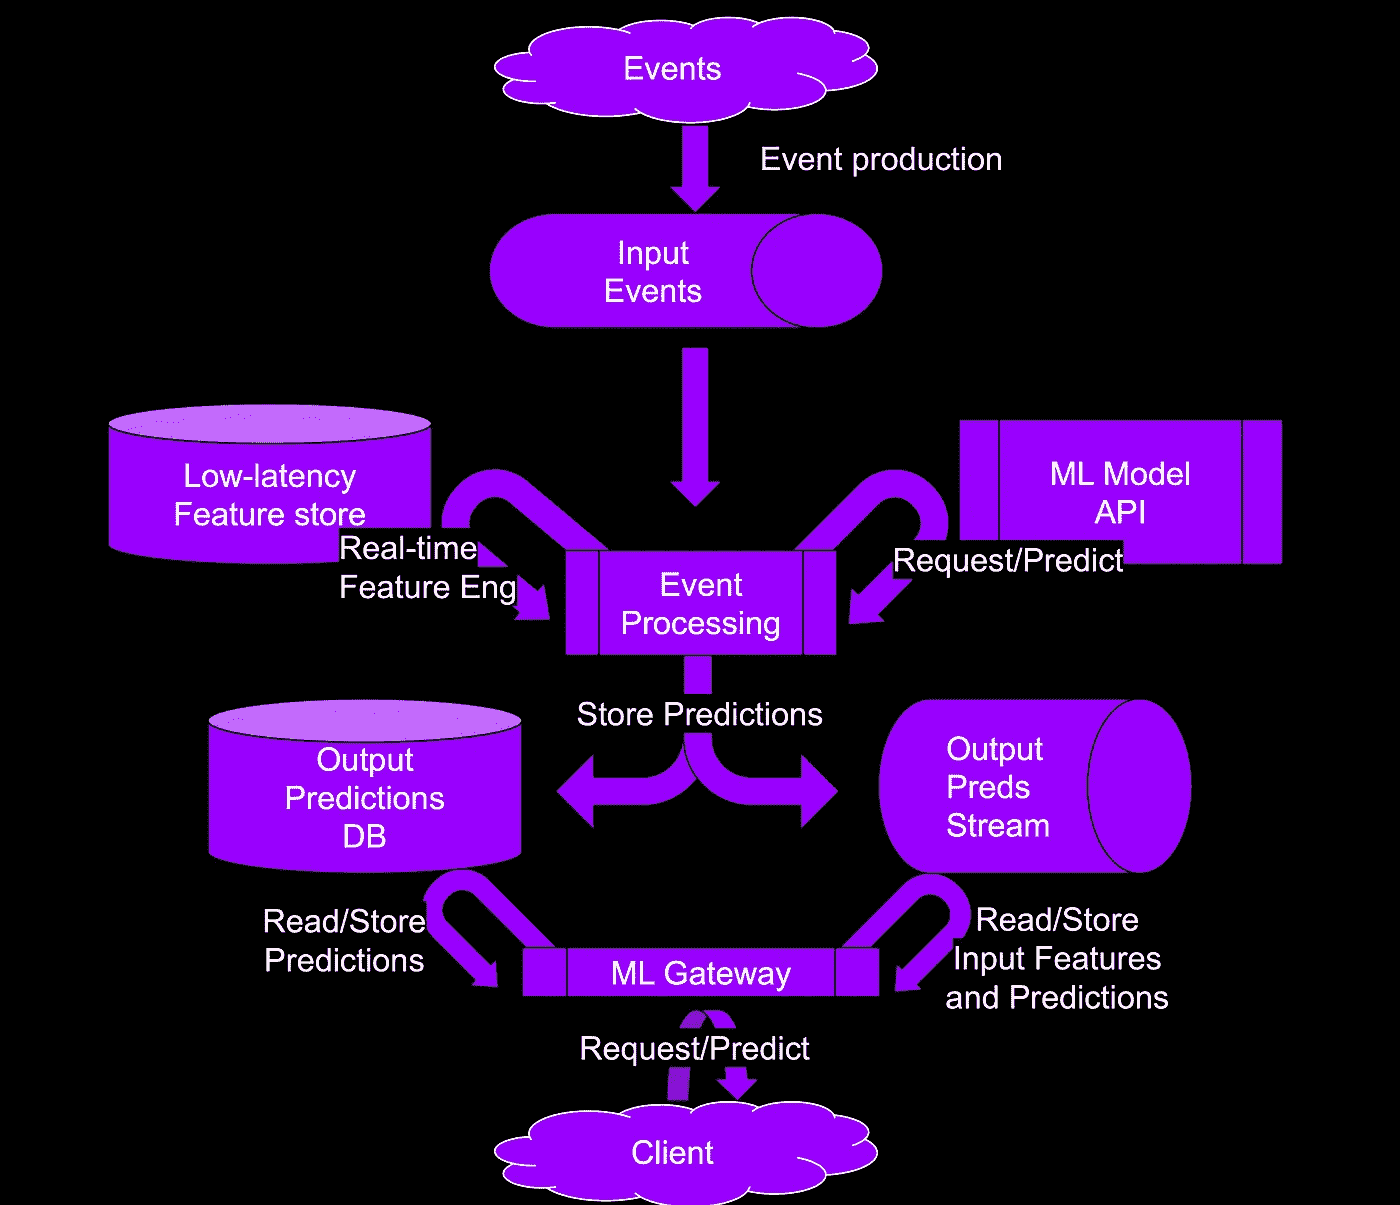 Events
Event production
Input
Events
Low-latency
Feature store
ML Model
API
Real-time
Feature Eng
Request/Predict
Event
Processing
Store Predictions
Output
Predictions
DB
Output
Preds
Stream
Read/Store
Predictions
Read/Store
Input Features
and Predictions
ML Gateway
Request/Predict
Client